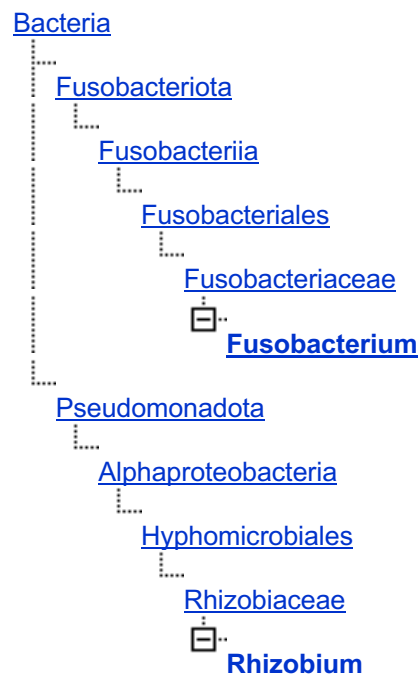 Bacteria
Fusobacteriota
Fusobacteriia
Fusobacteriales
Fusobacteriaceae
Fusobacterium
Pseudomonadota
Alphaproteobacteria
Hyphomicrobiales
Rhizobiaceae
Rhizobium